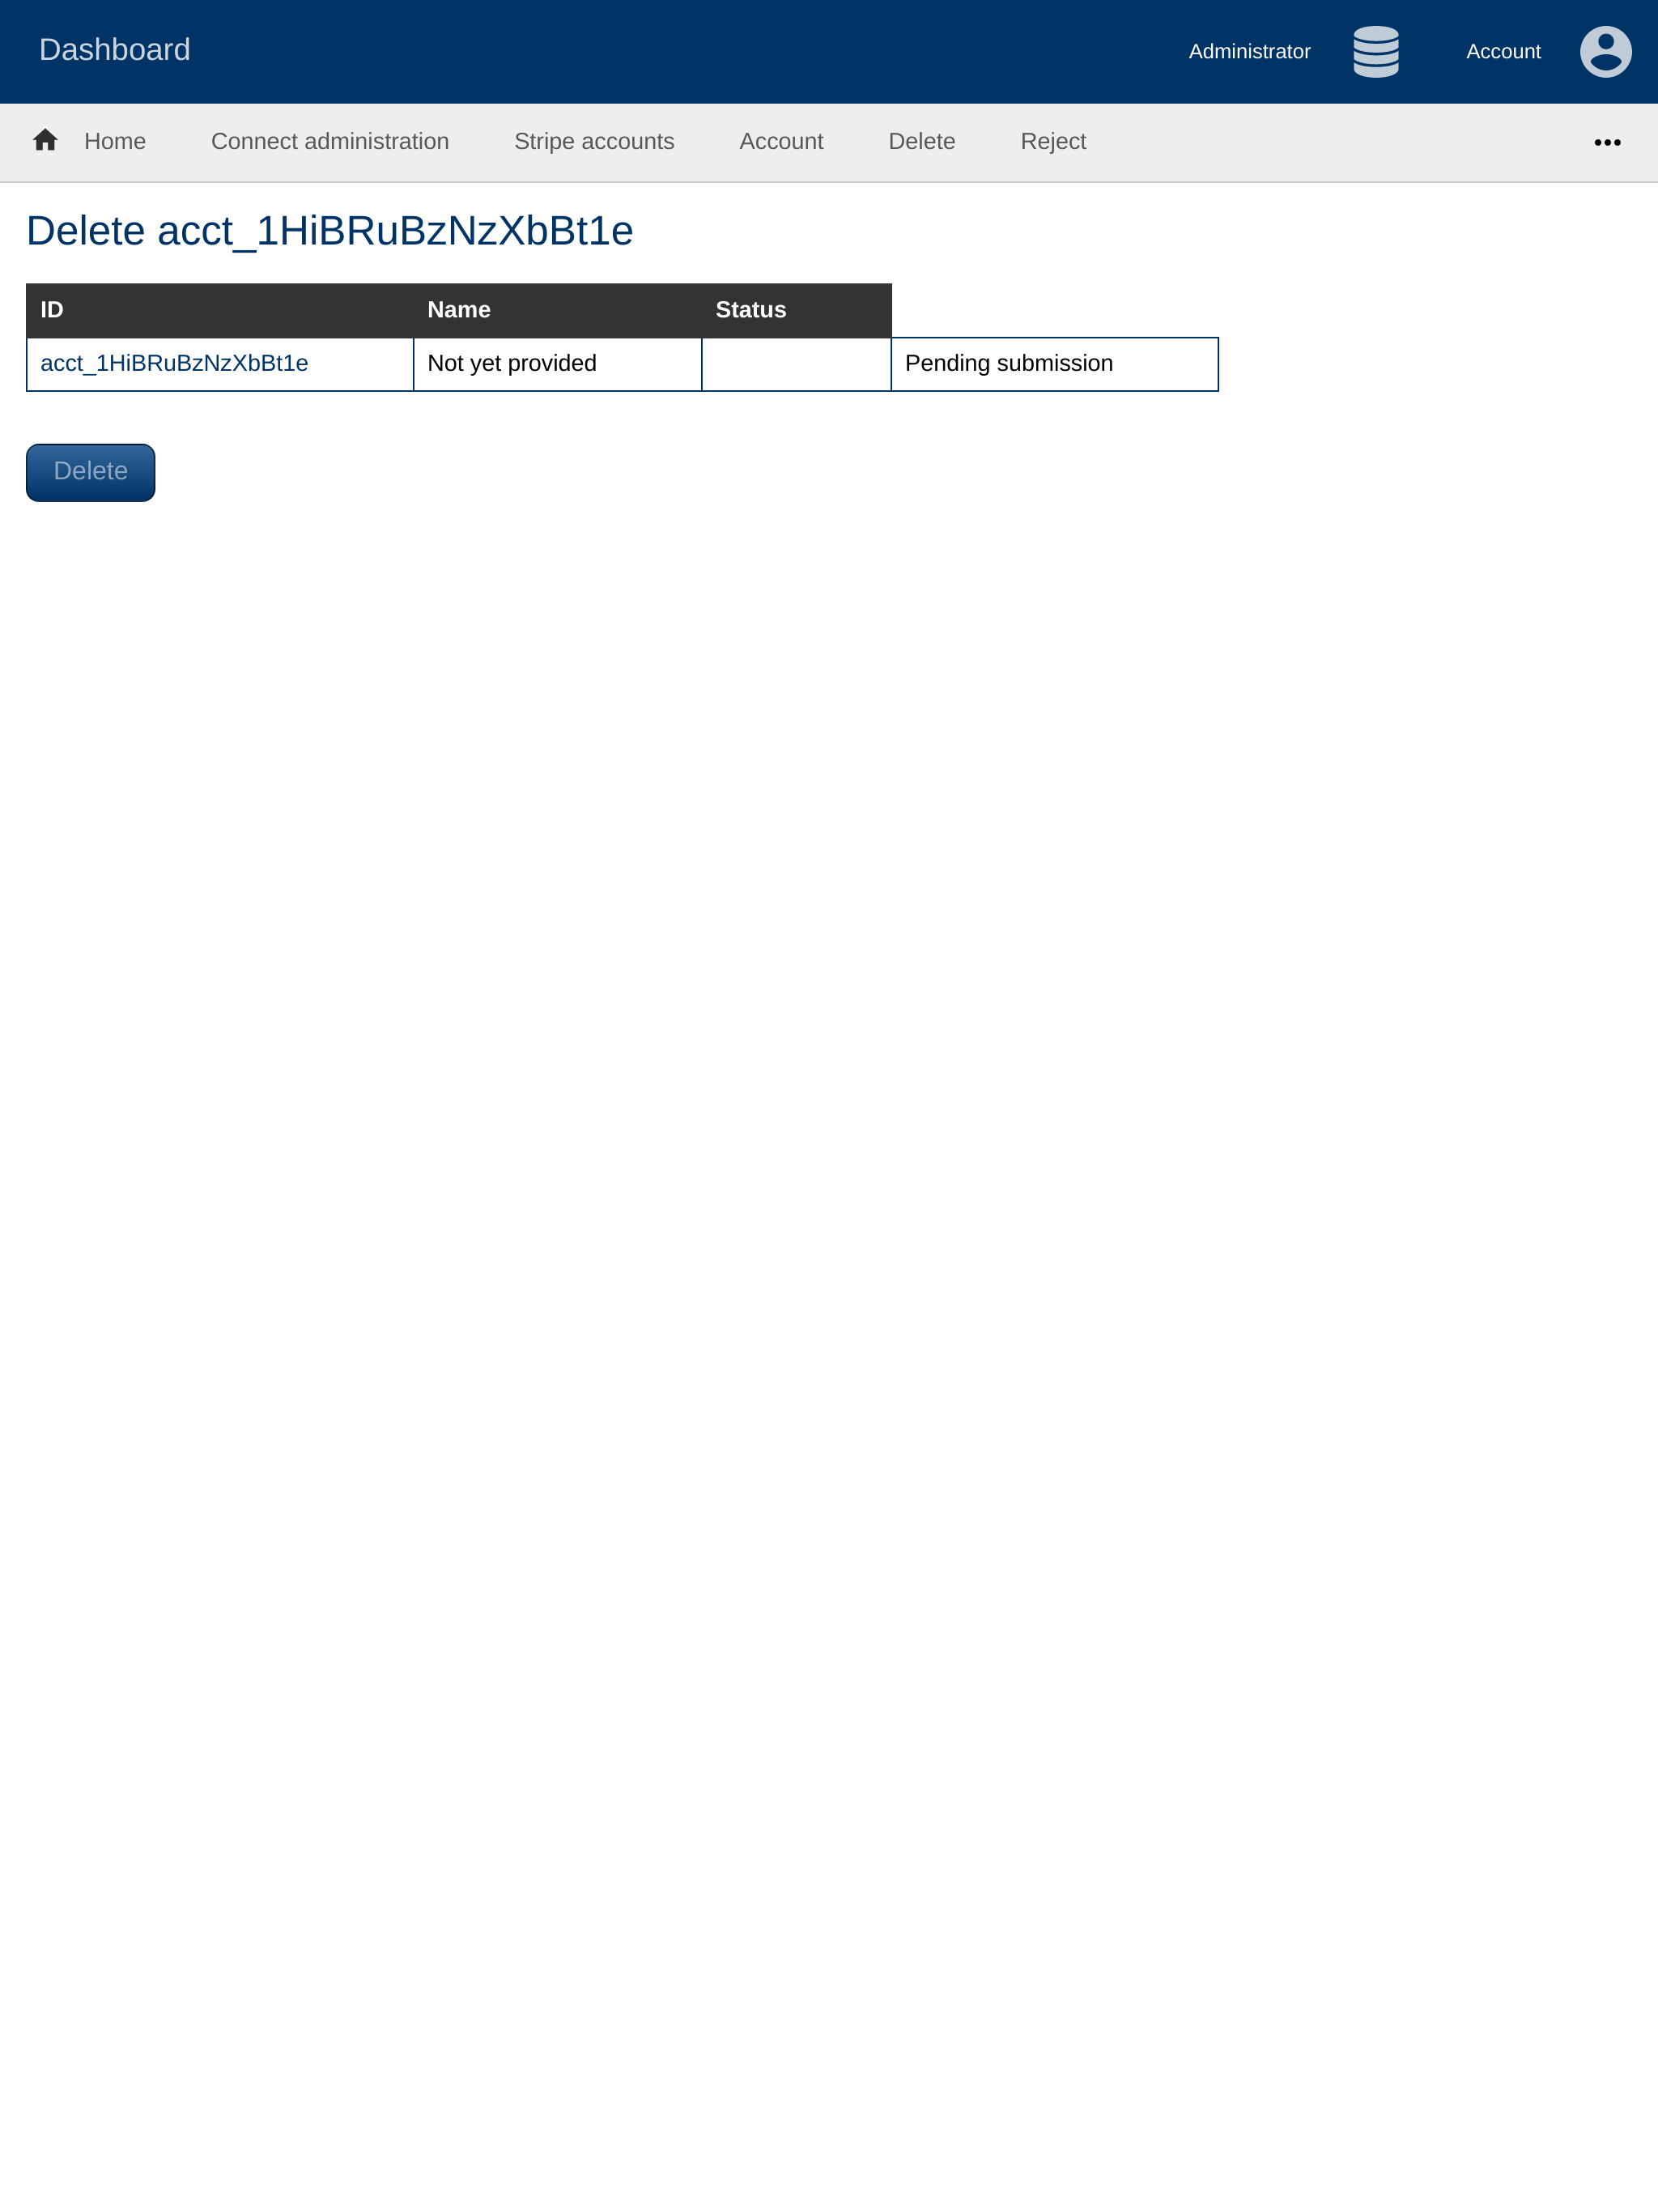 Dashboard Administrator Account
Home Connect administration Stripe accounts Account Delete Reject
Delete acct_1HiBRuBzNzXbBt1e
ID Name Status
acct_1HiBRuBzNzXbBt1e Not yet provided Pending submission
Delete